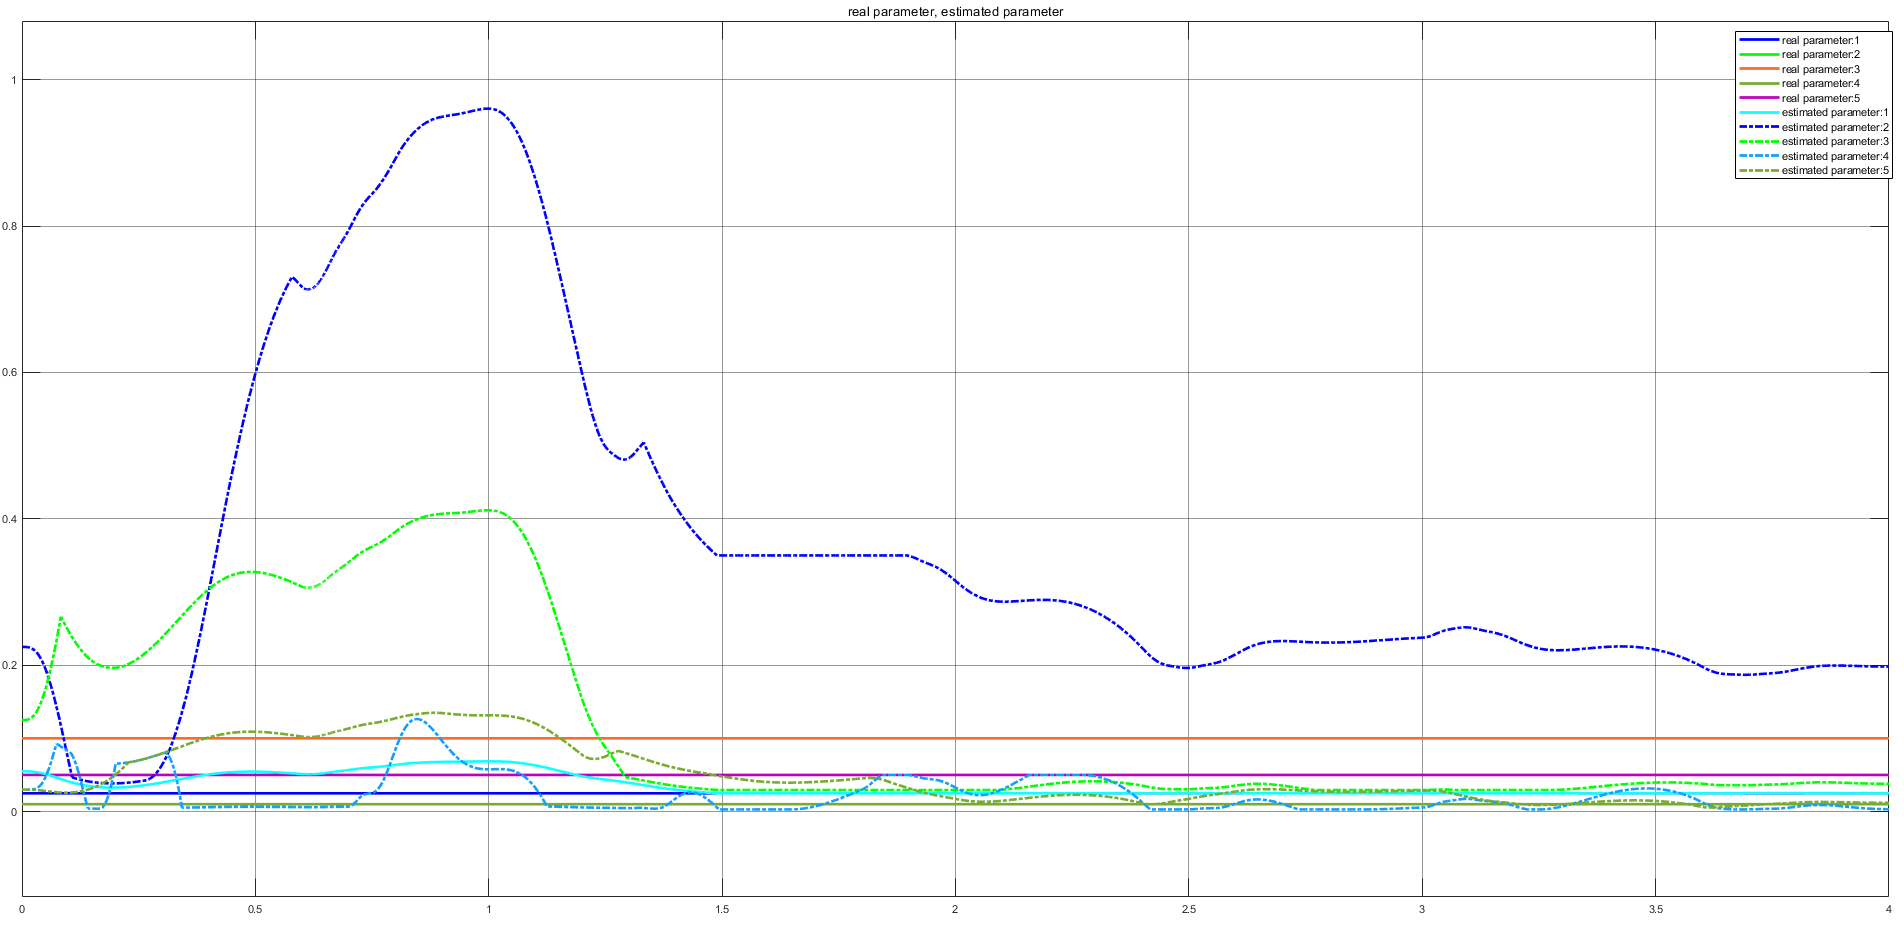 real parameter, estimated parameter
real parameter:1
real parameter:2
real parameter:3
real parameter:4
real parameter:5
estimated parameter:1
estimated parameter:2
estimated parameter:3
estimated parameter:4
estimated parameter:5
1
0.8
0.6
0.4
0.2
0
0 0.5 1 1.5 2 2.5 3 3.5 4